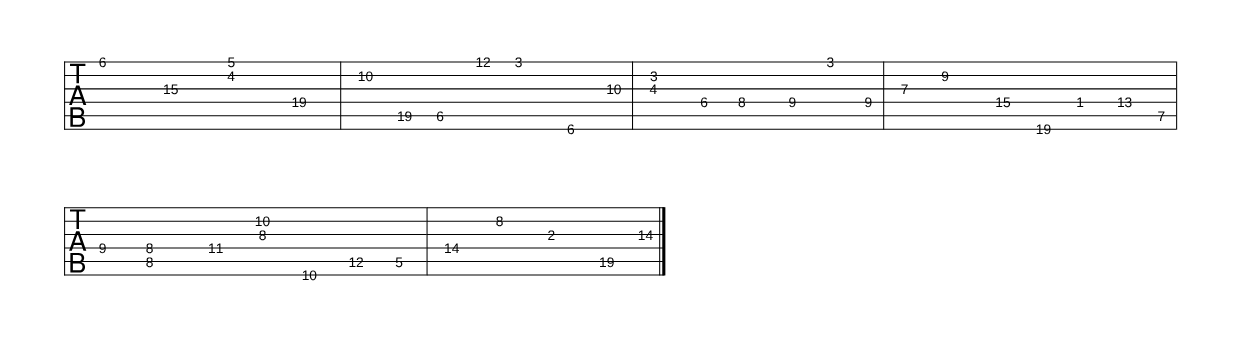 6 5 12 3 3
T 4 10 3 9
15 10 4 7
A 19 6 8 9 9 15 1 13
B 19 6 7
6 19
T 10 8
A 8 2 14
9 8 11 14
B 8 12 5 19
10